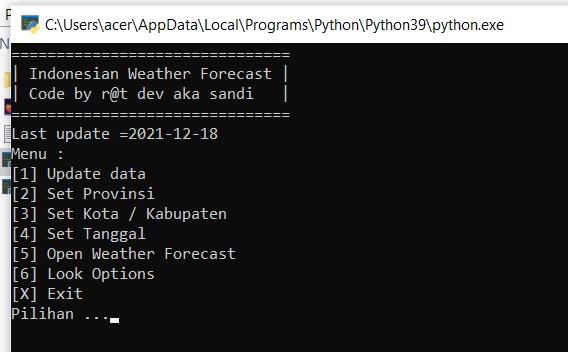 C:\Users\acer\AppData\Local\Programs\Python\Python39\python.exe
===============================
| Indonesian Weather Forecast |
| Code by r@t dev aka sandi   |
===============================
Last update =2021-12-18
Menu :
[1] Update data
[2] Set Provinsi
[3] Set Kota / Kabupaten
[4] Set Tanggal
[5] Open Weather Forecast
[6] Look Options
[X] Exit
Pilihan ...